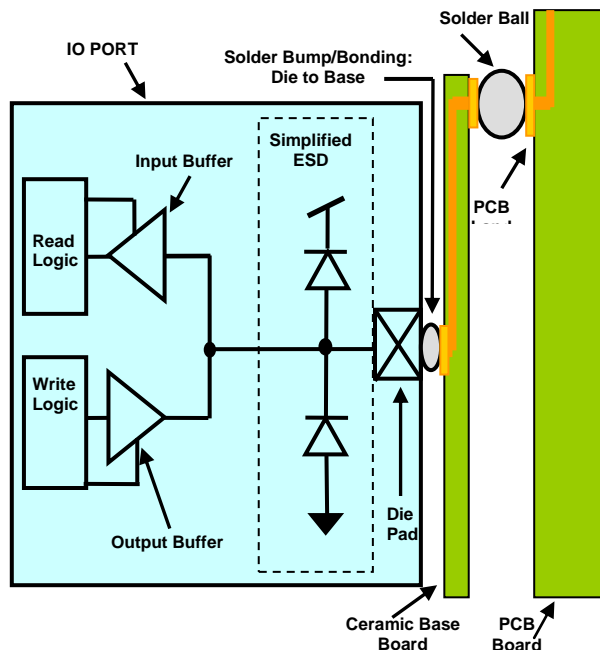 Solder Ball
IO PORT
Solder Bump/Bonding:
Die to Base
Simplified
ESD
Input Buffer
PCB
Read
Logic
Write
Logic
Die
Pad
Output Buffer
Ceramic Base
Board
PCB
Board